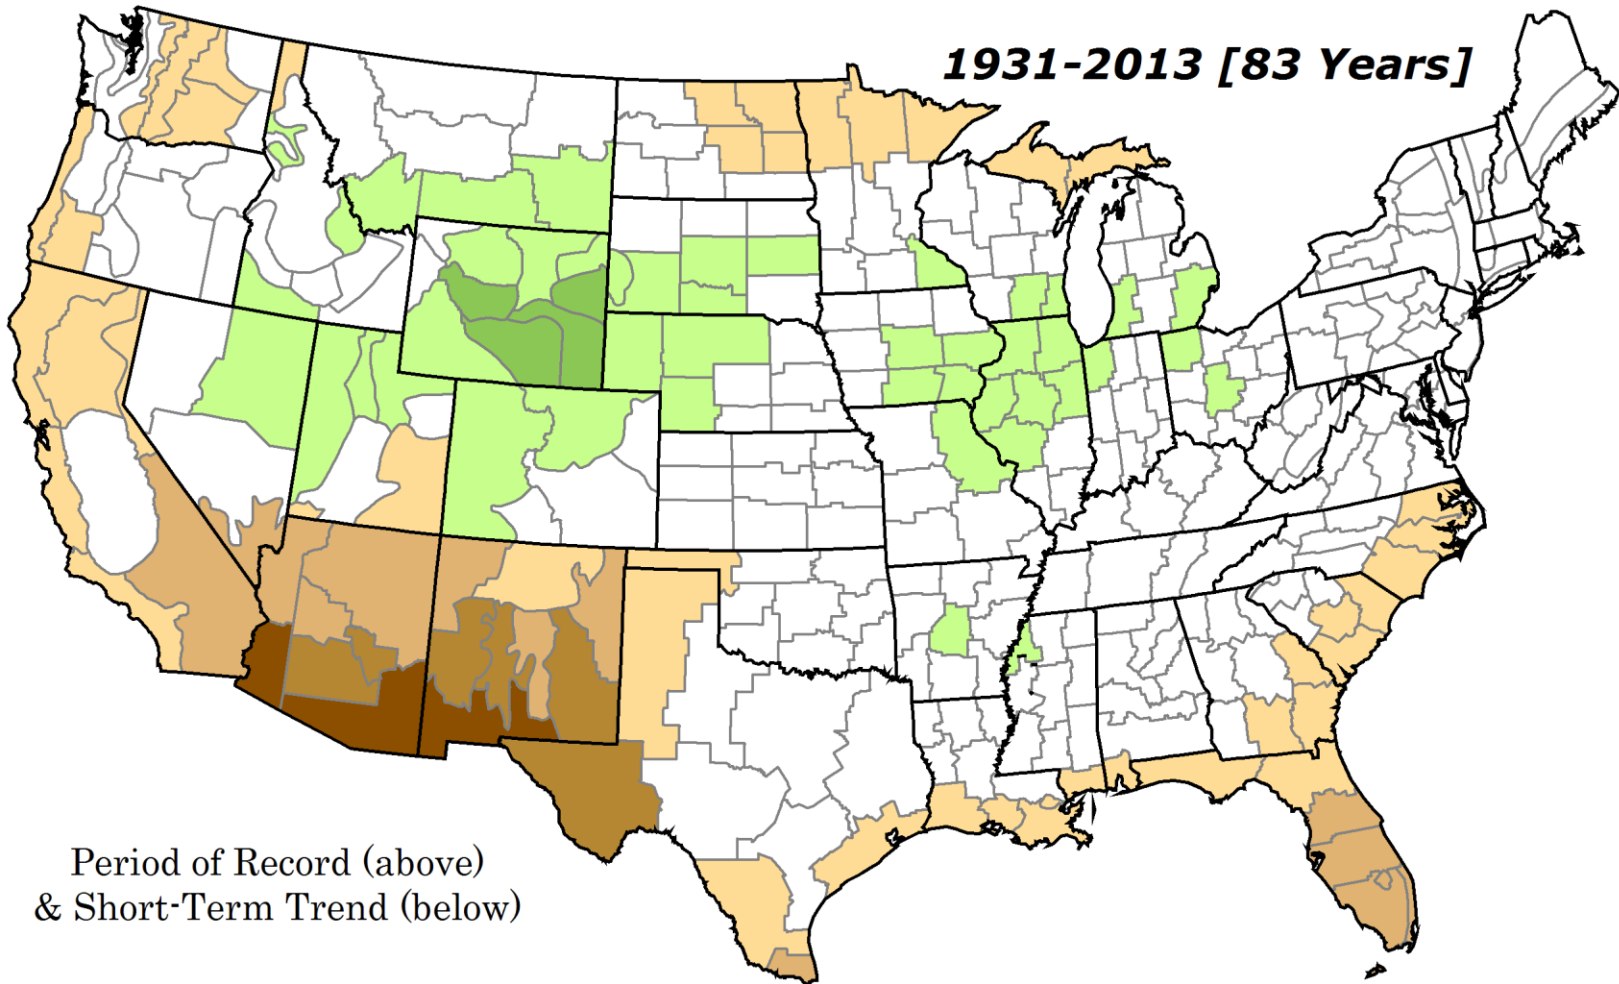 1931-2013 [83 Years]
Period of Record (above)
& Short-Term Trend (below)